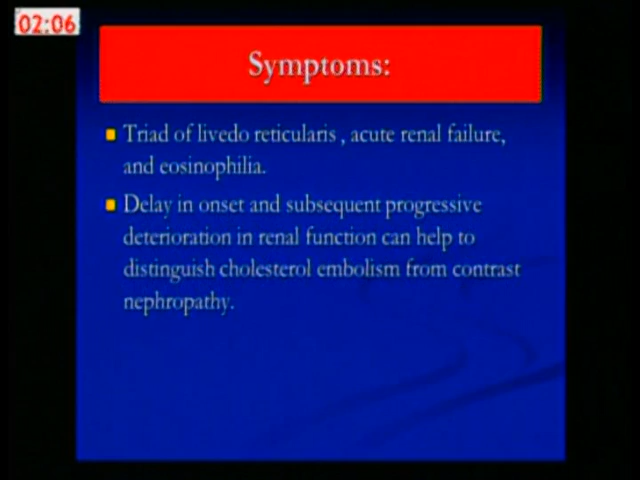 02:06
Symptoms:
Triad of livedo reticularis , acute renal failure,
and eosinophilia.
Delay in onset and subsequent progressive
deterioration in renal function can help to
distinguish cholesterol embolism from contrast
nephropathy.